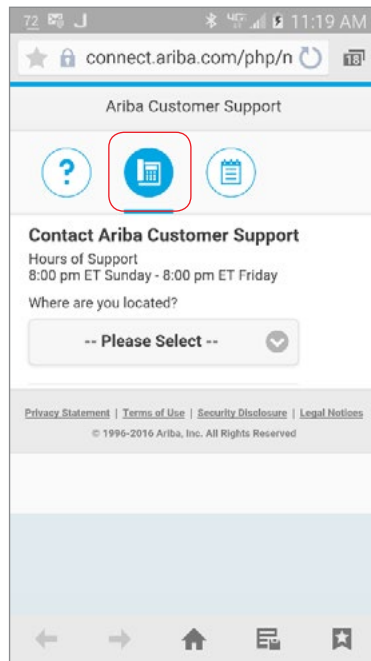 72 J 4G 11:19 AM
connect.ariba.com/php/n 18
Ariba Customer Support
?
Contact Ariba Customer Support
Hours of Support
8:00 pm ET Sunday - 8:00 pm ET Friday
Where are you located?
-- Please Select --
Privacy Statement | Terms of Use | Security Disclosure | Legal Notices
© 1996-2016 Ariba, Inc. All Rights Reserved